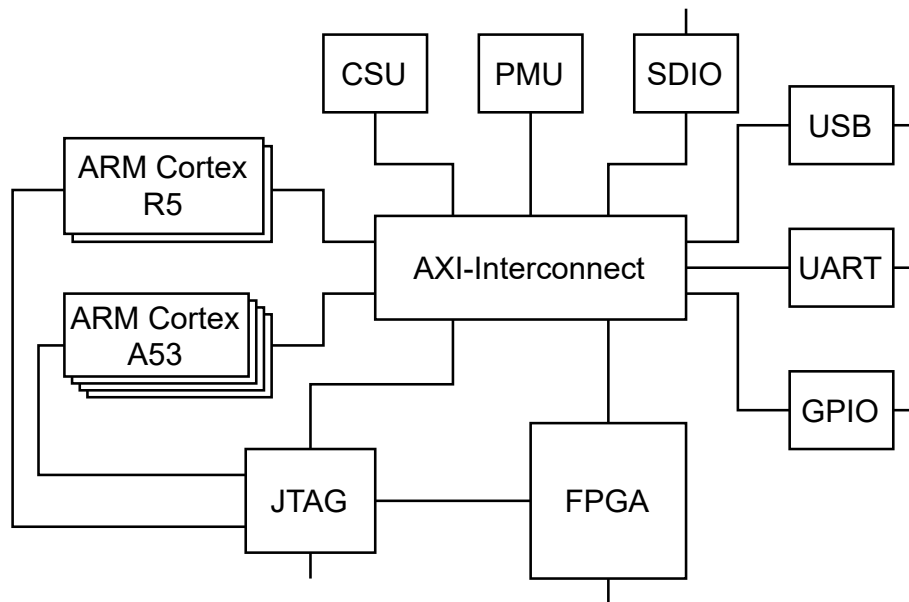 CSU
PMU
SDIO
USB
ARM Cortex
R5
AXI-Interconnect
UART
ARM Cortex
A53
GPIO
JTAG
FPGA